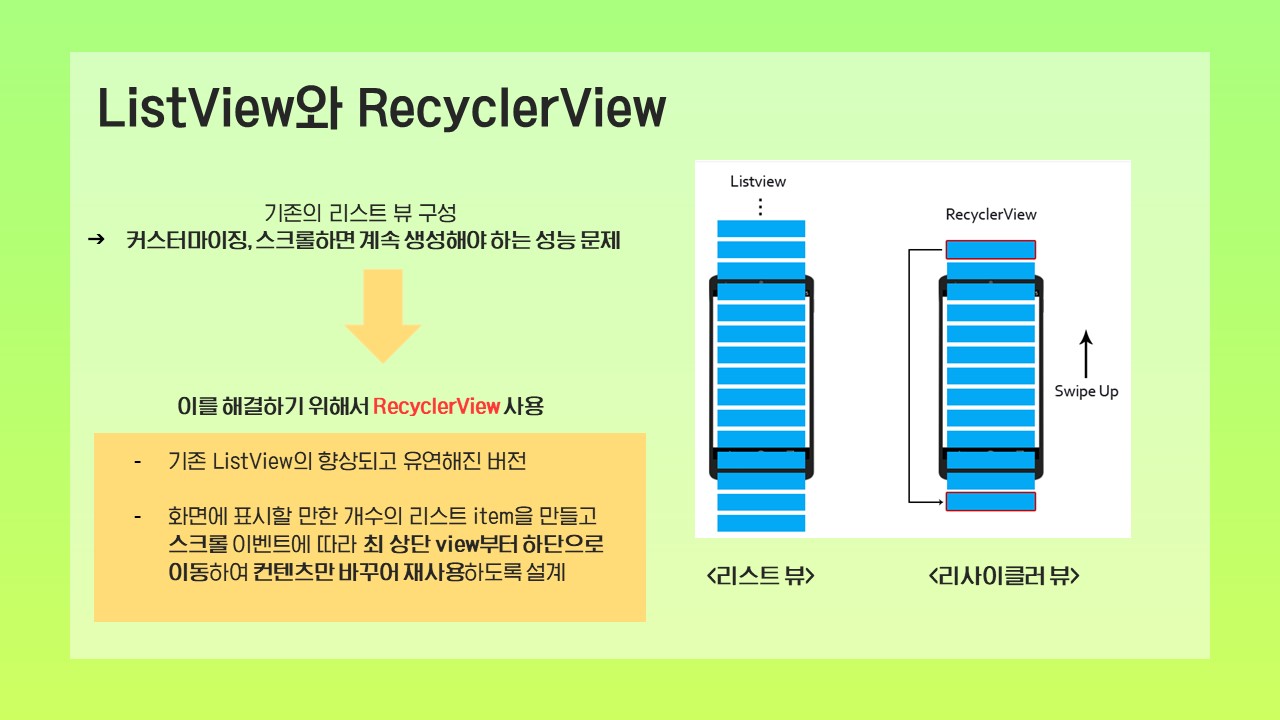 ListView와 RecyclerView
기존의 리스트 뷰 구성
➔ 커스터마이징, 스크롤하면 계속 생성해야 하는 성능 문제
이를 해결하기 위해서 RecyclerView 사용
- 기존 ListView의 향상되고 유연해진 버전
- 화면에 표시할 만한 개수의 리스트 item을 만들고
스크롤 이벤트에 따라 최 상단 view부터 하단으로
이동하여 컨텐츠만 바꾸어 재사용하도록 설계
Listview
RecyclerView
Swipe Up
<리스트 뷰>
<리사이클러 뷰>